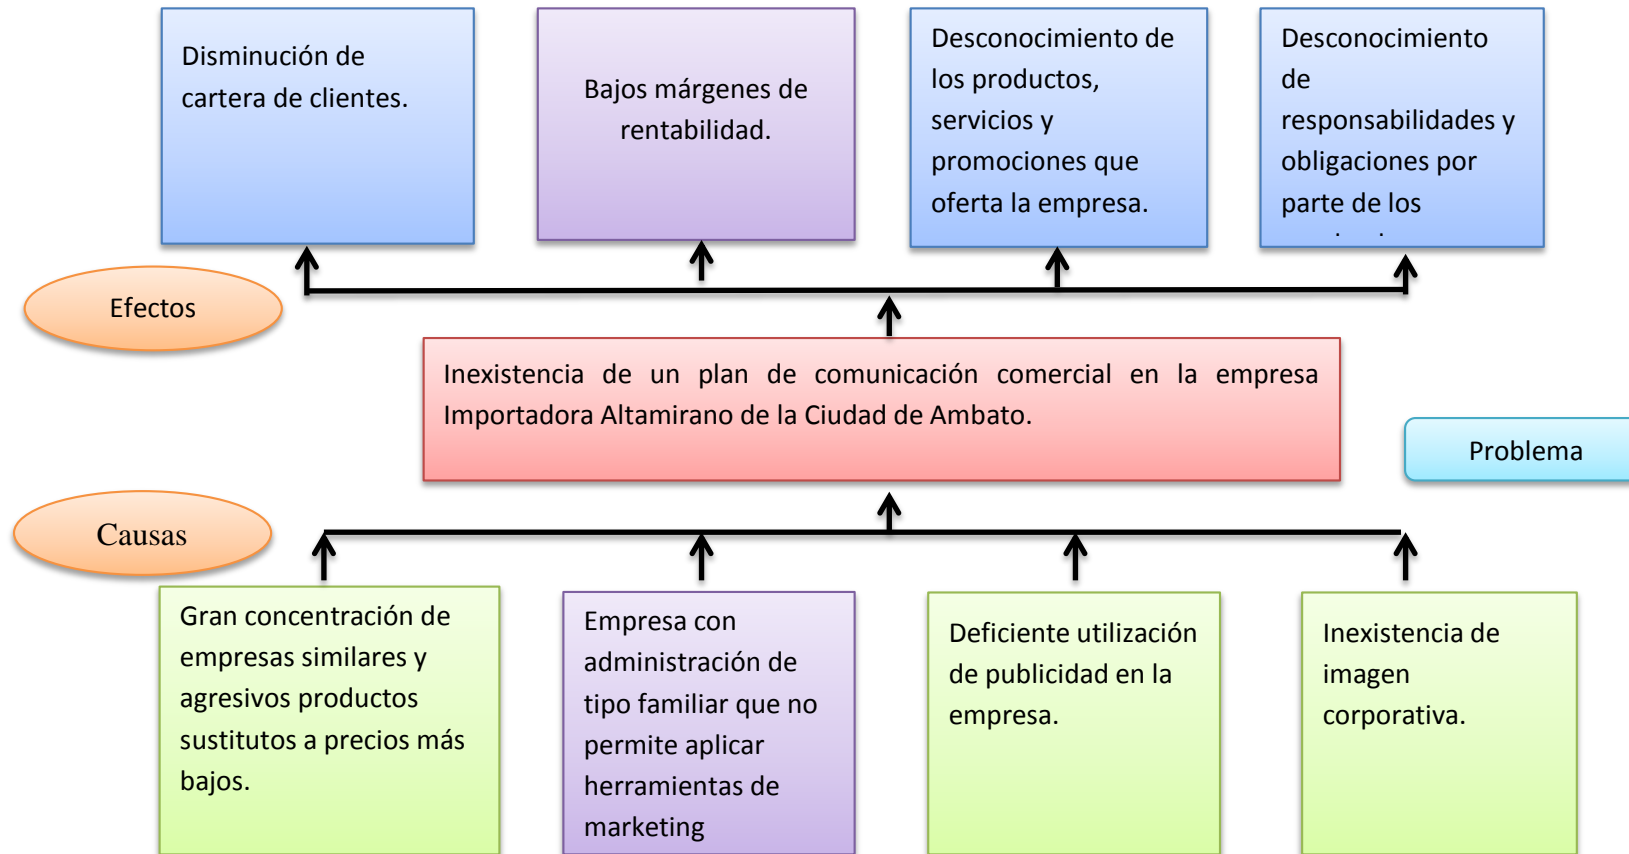 Disminución de
cartera de clientes.
Bajos márgenes de
rentabilidad.
Desconocimiento de
los productos,
servicios y
promociones que
oferta la empresa.
Desconocimiento
de
responsabilidades y
obligaciones por
parte de los
Efectos
Inexistencia de un plan de comunicación comercial en la empresa
Importadora Altamirano de la Ciudad de Ambato.
Problema
Causas
Gran concentración de
empresas similares y
agresivos productos
sustitutos a precios más
bajos.
Empresa con
administración de
tipo familiar que no
permite aplicar
herramientas de
marketing
Deficiente utilización
de publicidad en la
empresa.
Inexistencia de
imagen
corporativa.